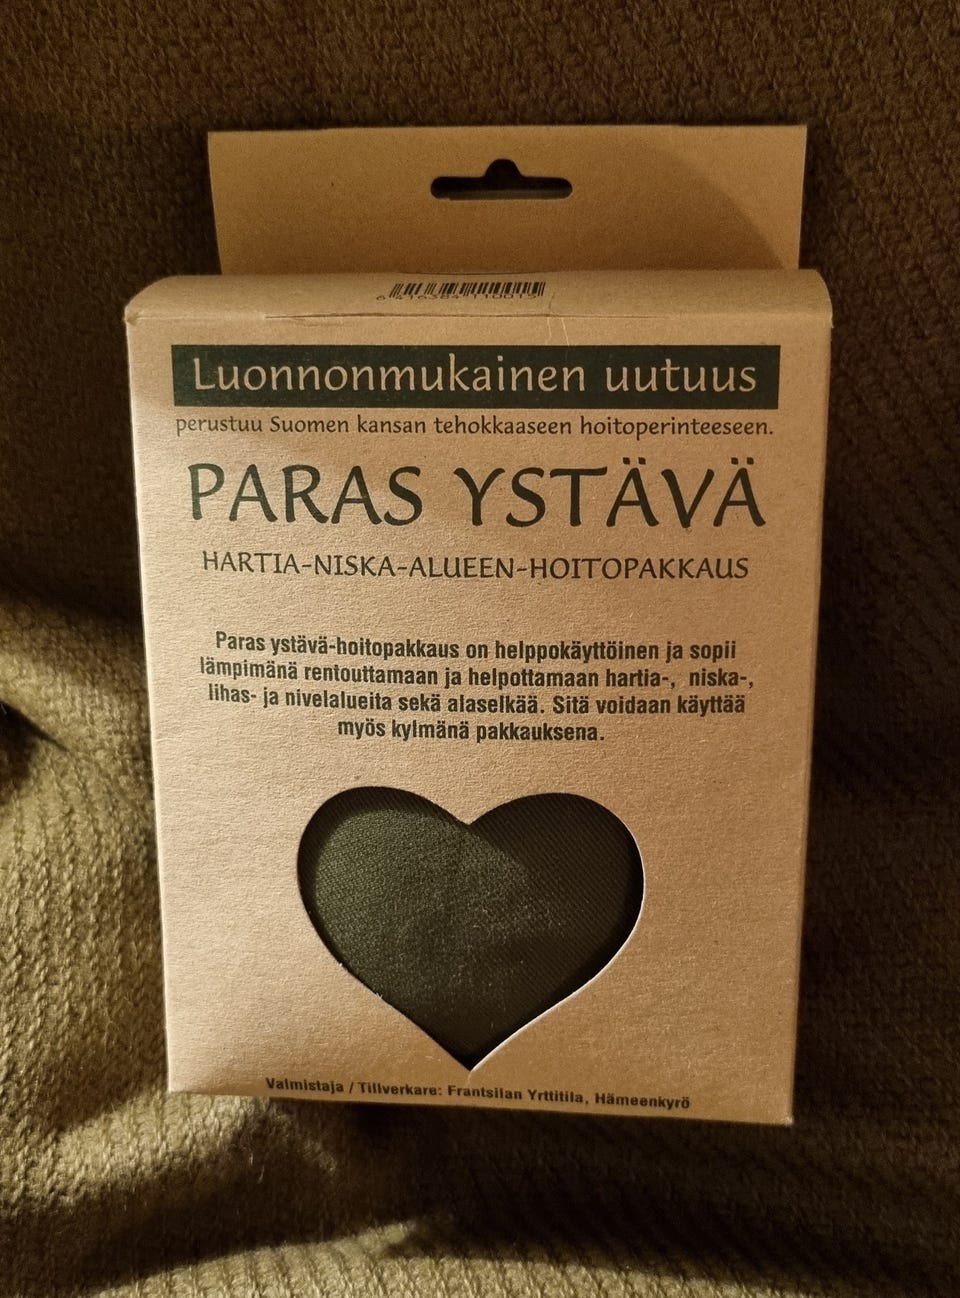 Luonnonmukainen uutuus
perustuu Suomen kansan tehokkaaseen hoitoperinteeseen.
PARAS YSTÄVÄ
HARTIA-NISKA-ALUEEN-HOITOPAKKAUS
Paras ystävä-hoitopakkaus on helppokäyttöinen ja sopii
lämpimänä rentouttamaan ja helpottamaan hartia-, niska-,
lihas- ja nivelalueita sekä alaselkää. Sitä voidaan käyttää
myös kylmänä pakkauksena.
Valmistaja / Tillverkare: Frantsilan Yrttitila, Hämeenkyrö